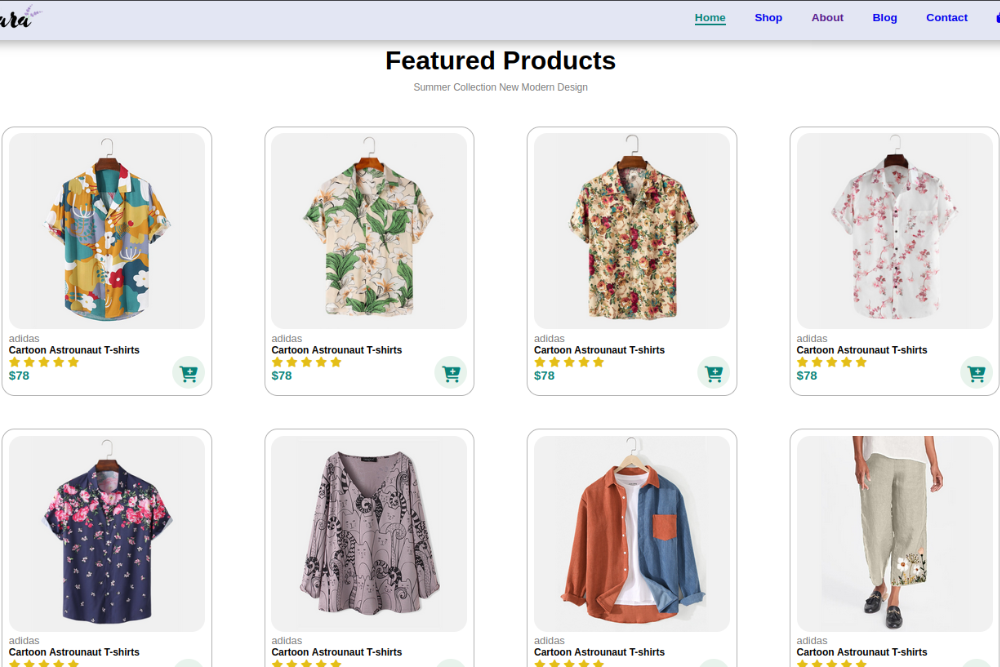 Home Shop About Blog Contact
Featured Products
Summer Collection New Modern Design
adidas
Cartoon Astrounaut T-shirts
$78
adidas
Cartoon Astrounaut T-shirts
$78
adidas
Cartoon Astrounaut T-shirts
$78
adidas
Cartoon Astrounaut T-shirts
$78
adidas
Cartoon Astrounaut T-shirts
adidas
Cartoon Astrounaut T-shirts
adidas
Cartoon Astrounaut T-shirts
adidas
Cartoon Astrounaut T-shirts